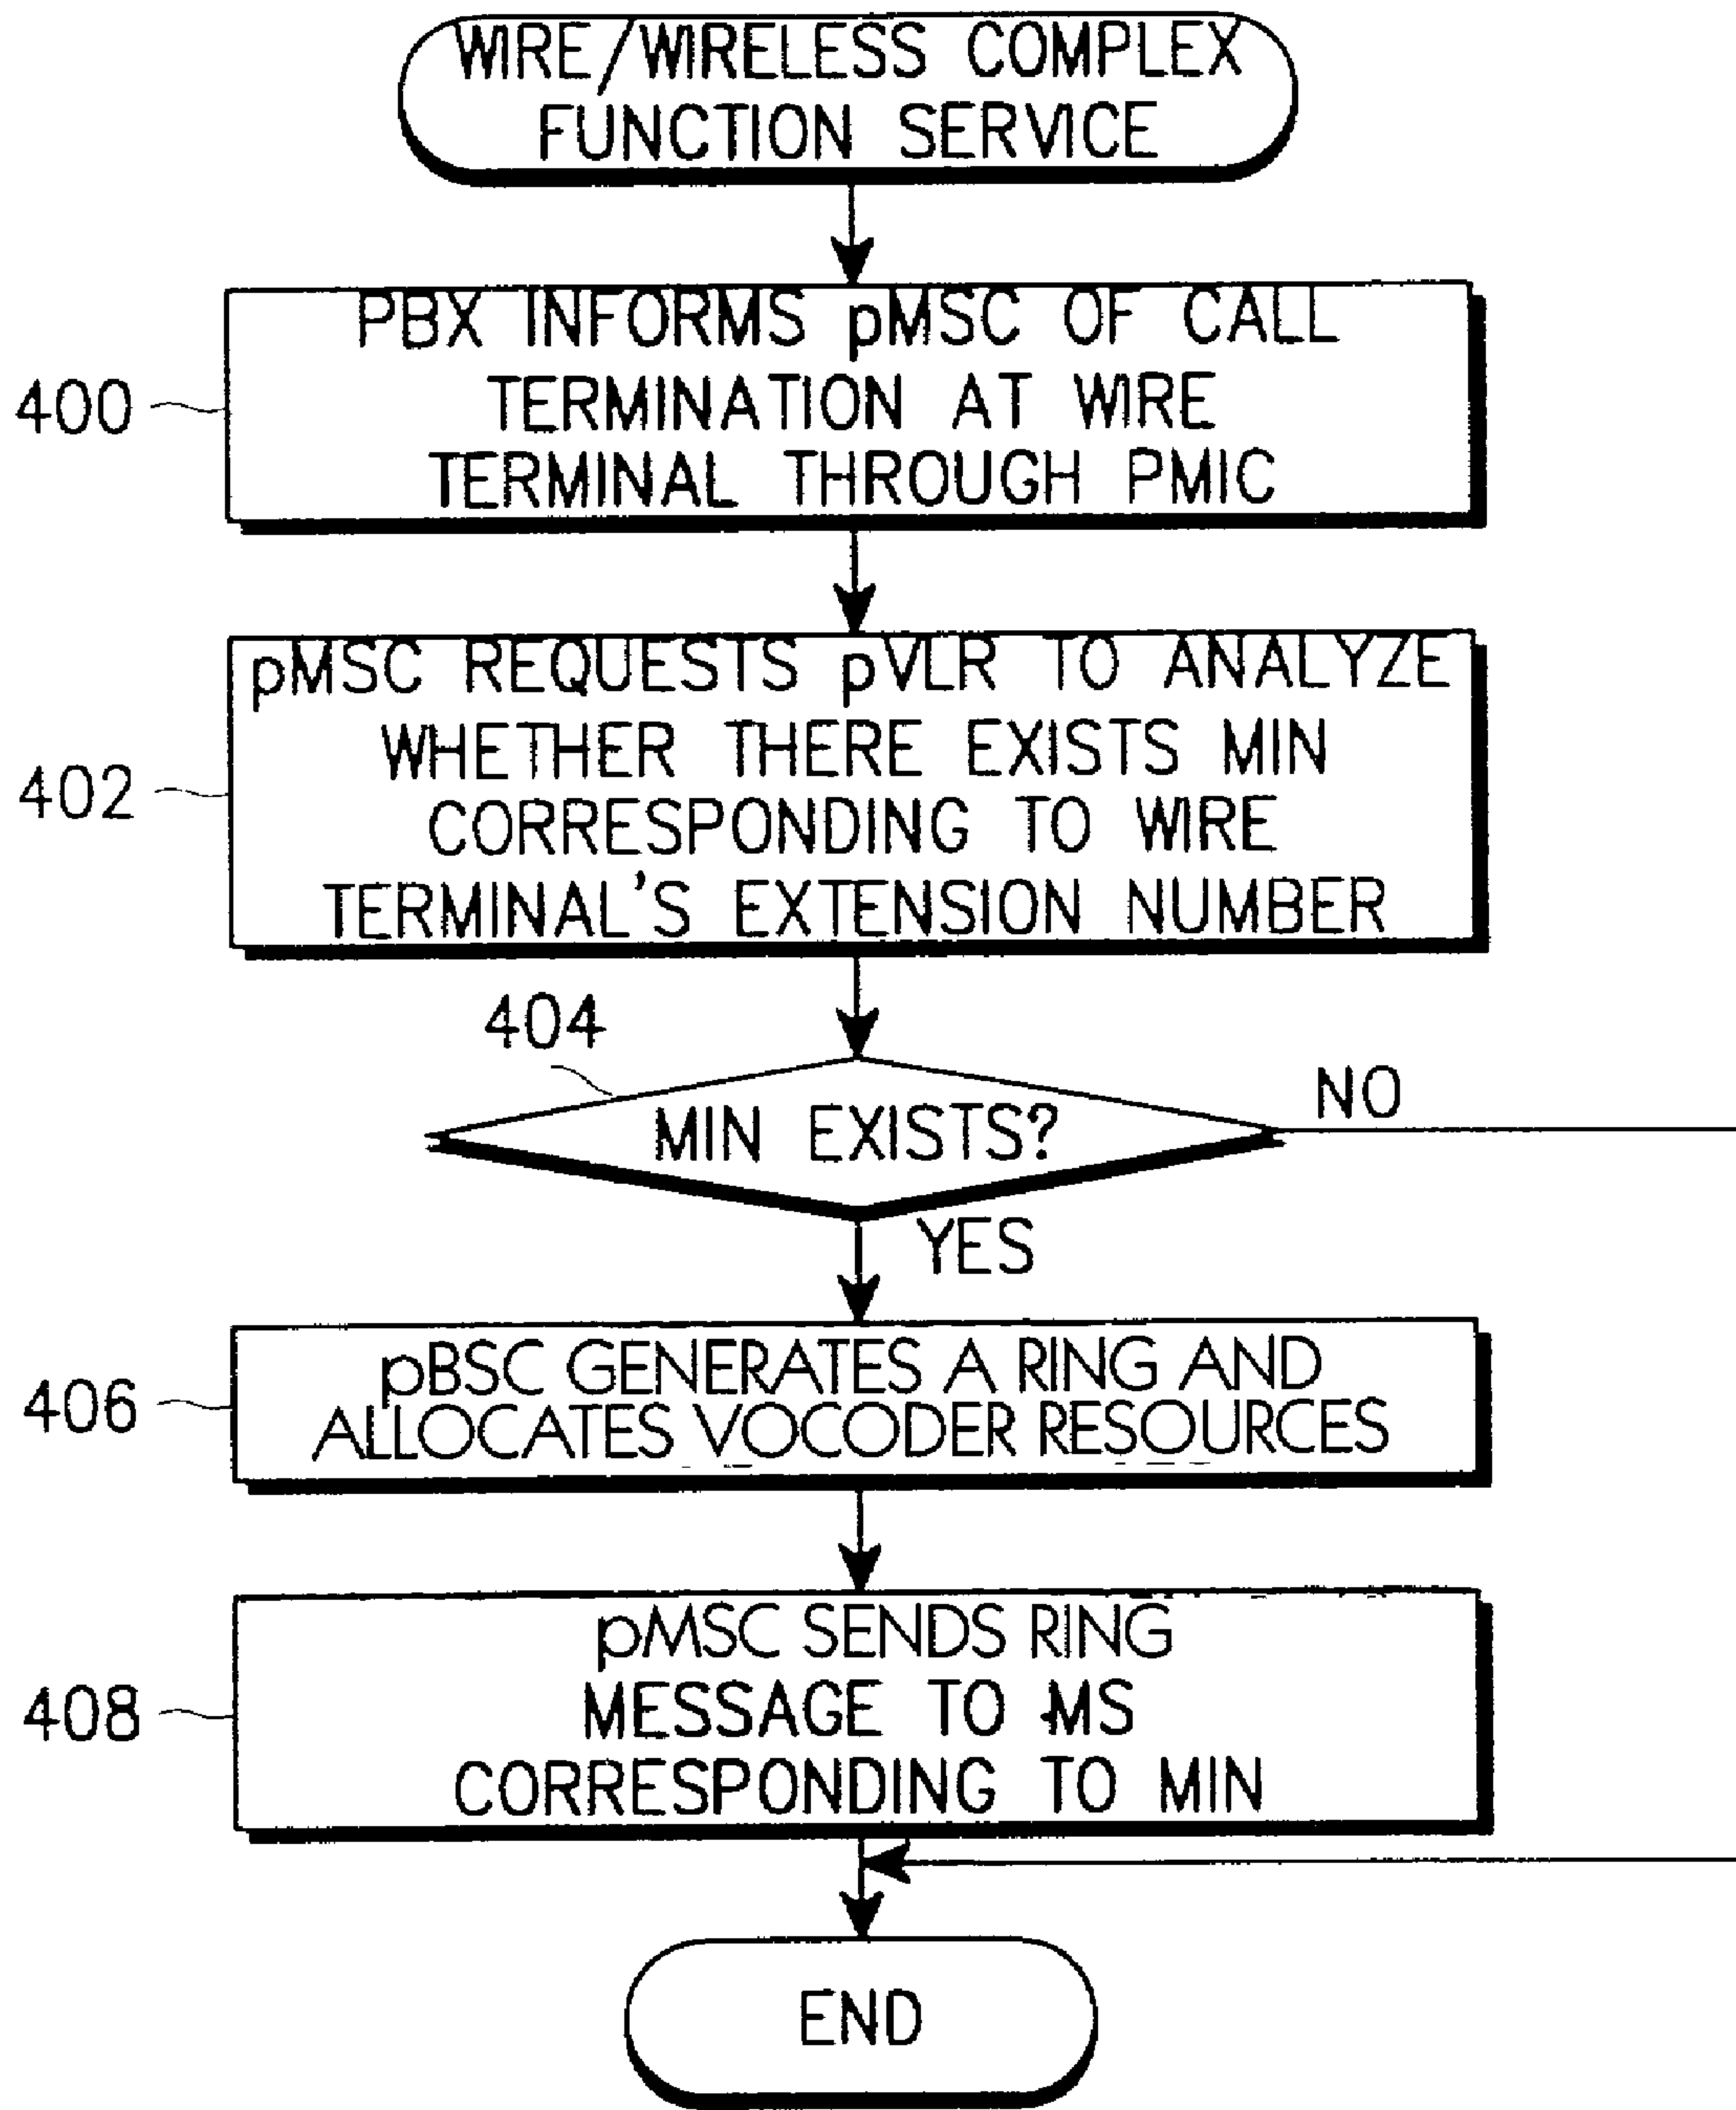 WIRE/WIRELESS COMPLEX
FUNCTION SERVICE
PBX INFORMS pMSC OF CALL
TERMINATION AT WIRE
TERMINAL THROUGH PMIC
400
pMSC REQUESTS pVLR TO ANALYZE
WHETHER THERE EXISTS MIN
CORRESPONDING TO WIRE
TERMINAL'S EXTENSION NUMBER
402
404
MIN EXISTS?
NO
YES
pBSC GENERATES A RING AND
ALLOCATES VOCODER RESOURCES
406
pMSC SENDS RING
MESSAGE TO MS
CORRESPONDING TO MIN
408
END